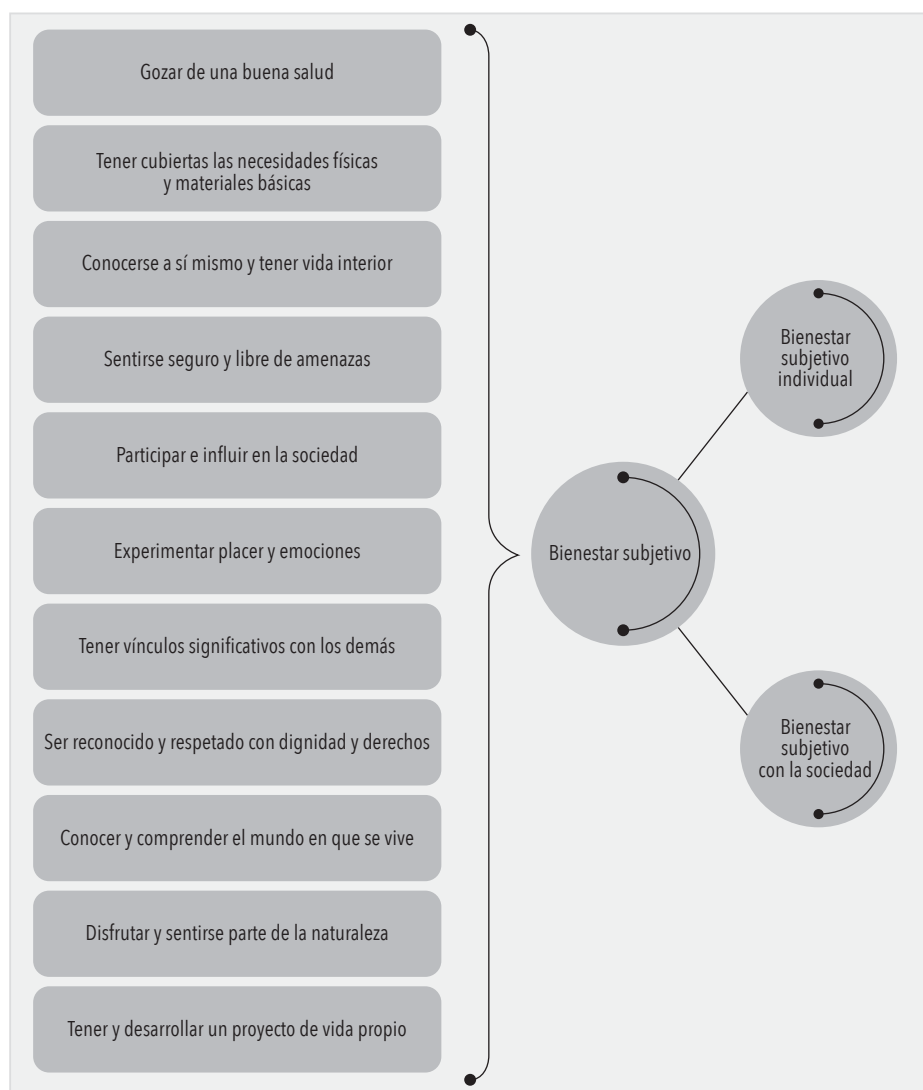 Gozar de una buena salud
Tener cubiertas las necesidades físicas
y materiales básicas
Conocerse a sí mismo y tener vida interior
Sentirse seguro y libre de amenazas
Participar e influir en la sociedad
Experimentar placer y emociones
Tener vínculos significativos con los demás
Ser reconocido y respetado con dignidad y derechos
Conocer y comprender el mundo en que se vive
Disfrutar y sentirse parte de la naturaleza
Tener y desarrollar un proyecto de vida propio
Bienestar subjetivo
Bienestar
subjetivo
individual
Bienestar
subjetivo
con la sociedad